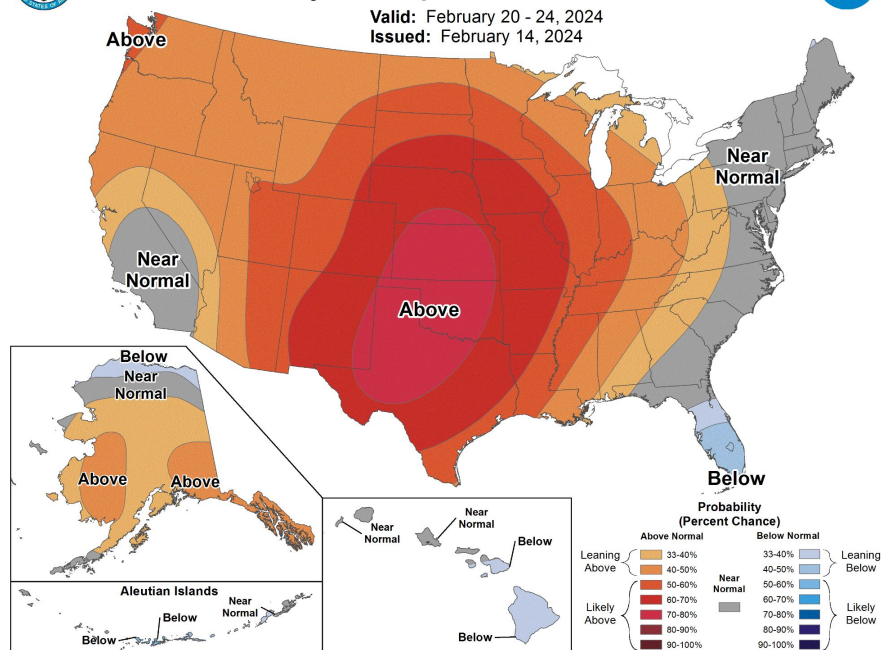 STATES OF
Valid: February 20 - 24, 2024
Issued: February 14, 2024
Above
Near
Normal
Near
Normal
Above
Below
Below
Near
Normal
Above
Above
Near
Normal
Near
Normal
Below
Below
Aleutian Islands
Below
Near
Normal
Below
Probability
(Percent Chance)
Above Normal
Below Normal
Leaning
Above
33-40%
40-50%
Likely
Above
50-60%
60-70%
70-80%
80-90%
90-100%
Near
Normal
33-40%
40-50%
Leaning
Below
50-60%
60-70%
70-80%
80-90%
90-100%
Likely
Below